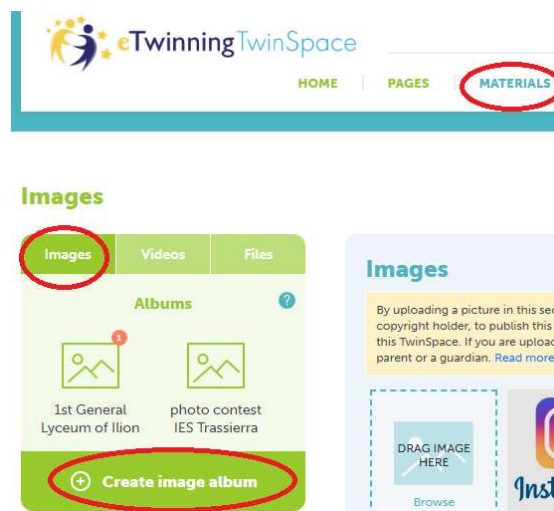 eTwinning TwinSpace
HOME PAGES MATERIALS
Images
Images Videos Files
Albums ?
1
1st General
Lyceum of Ilion
photo contest
IES Trassierra
Create image album
Images
By uploading a picture in this
copyright holder, to publish this
this TwinSpace. If you are
parent or a guardian. Read more
DRAG IMAGE
HERE
Browse